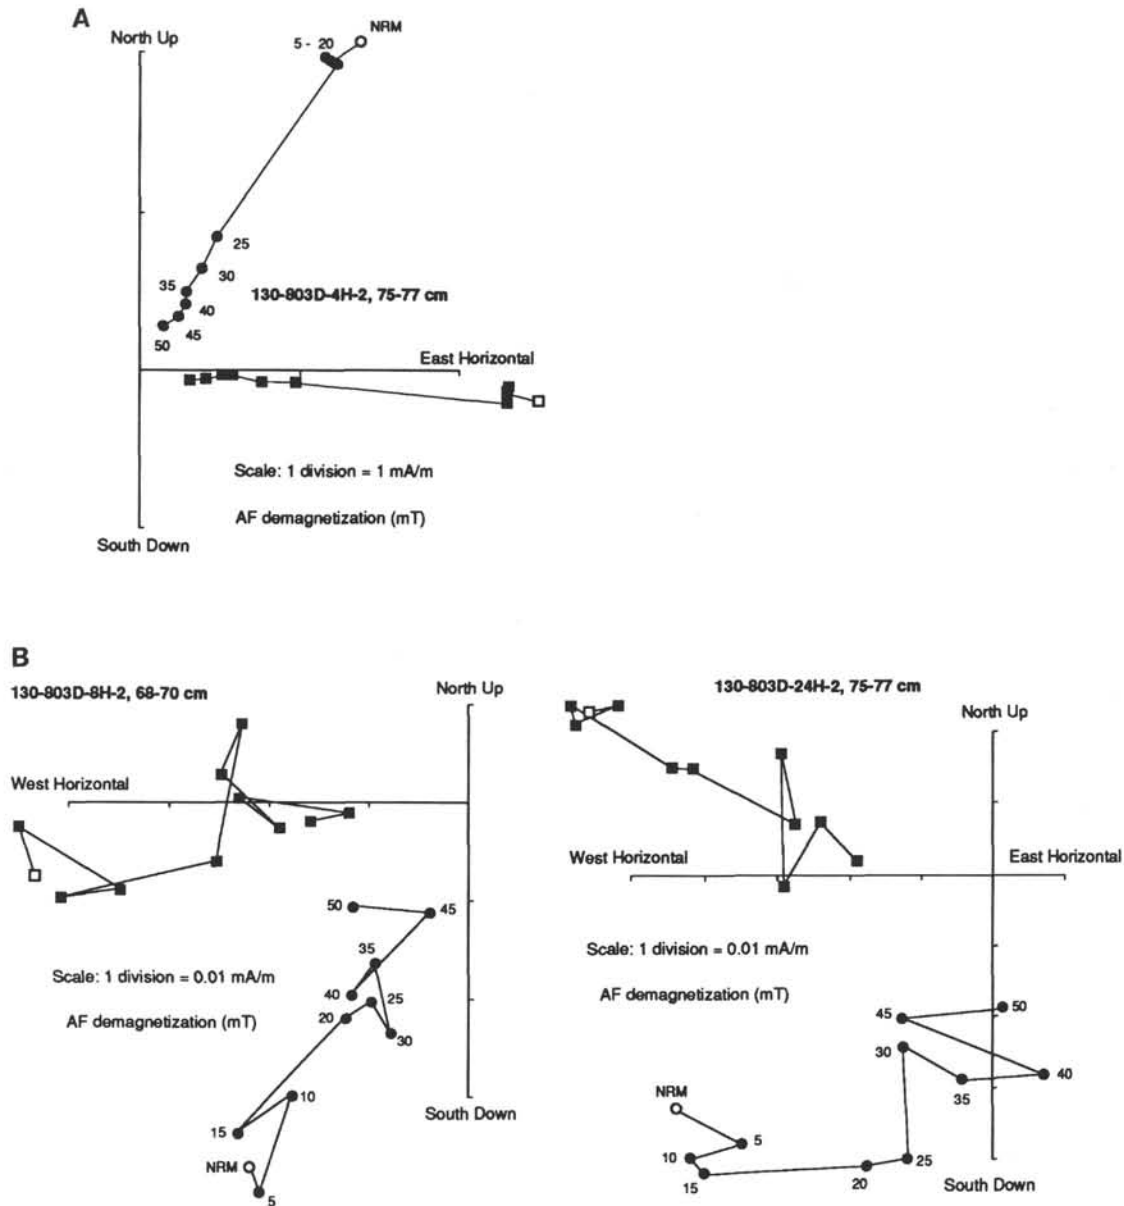 A
North Up
NRM
5 - 20
25
30
35
130-803D-4H-2, 75-77 cm
40
45
50
East Horizontal
Scale: 1 division = 1 mA/m
AF demagnetization (mT)
South Down
B
130-803D-8H-2, 68-70 cm
North Up
West Horizontal
50
45
35
Scale: 1 division = 0.01 mA/m
40
25
AF demagnetization (mT)
20
30
10
South Down
15
NRM
5
130-803D-24H-2, 75-77 cm
North Up
West Horizontal
East Horizontal
Scale: 1 division = 0.01 mA/m
AF demagnetization (mT)
50
45
30
40
35
NRM
5
10
25
15
20
South Down